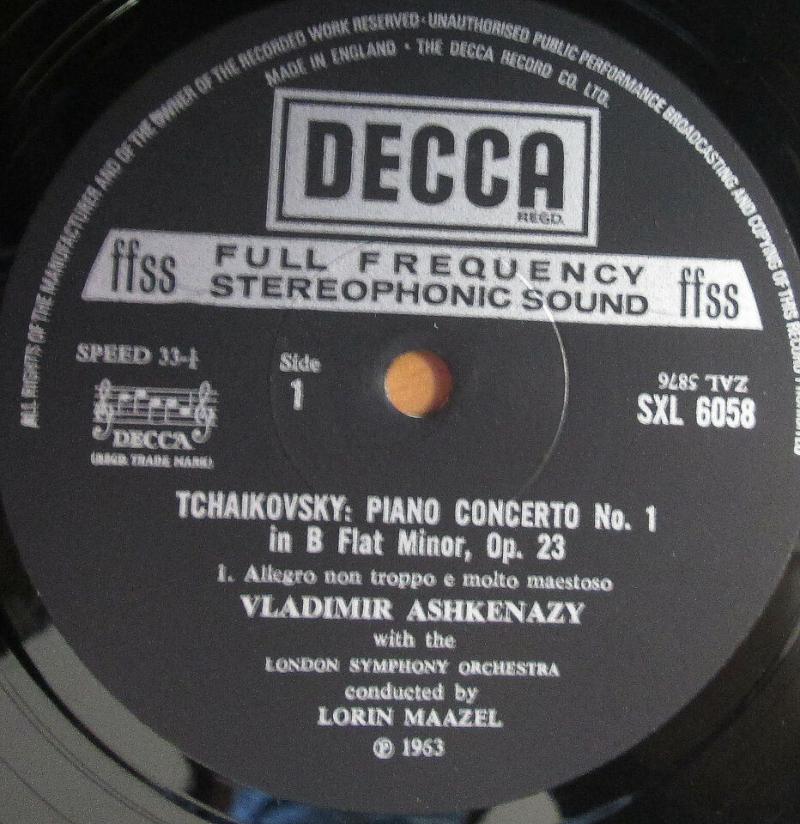 ALL RIGHTS OF THE MANUFACTURER AND OF THE OWNER OF THE RECORDED WORK RESERVED · UNAUTHORISED PUBLIC PERFORMANCE BROADCASTING AND COPYING OF THIS RECORD PROHIBITED
MADE IN ENGLAND · THE DECCA RECORD CO. LTD.
DECCA
REGD.
ffss FULL FREQUENCY STEREOPHONIC SOUND ffss
SPEED 33-⅓
Side
1
ZAL 5876
SXL 6058
DECCA
(REGD. TRADE MARK)
TCHAIKOVSKY: PIANO CONCERTO No. 1
in B Flat Minor, Op. 23
1. Allegro non troppo e molto maestoso
VLADIMIR ASHKENAZY
with the
LONDON SYMPHONY ORCHESTRA
conducted by
LORIN MAAZEL
℗ 1963